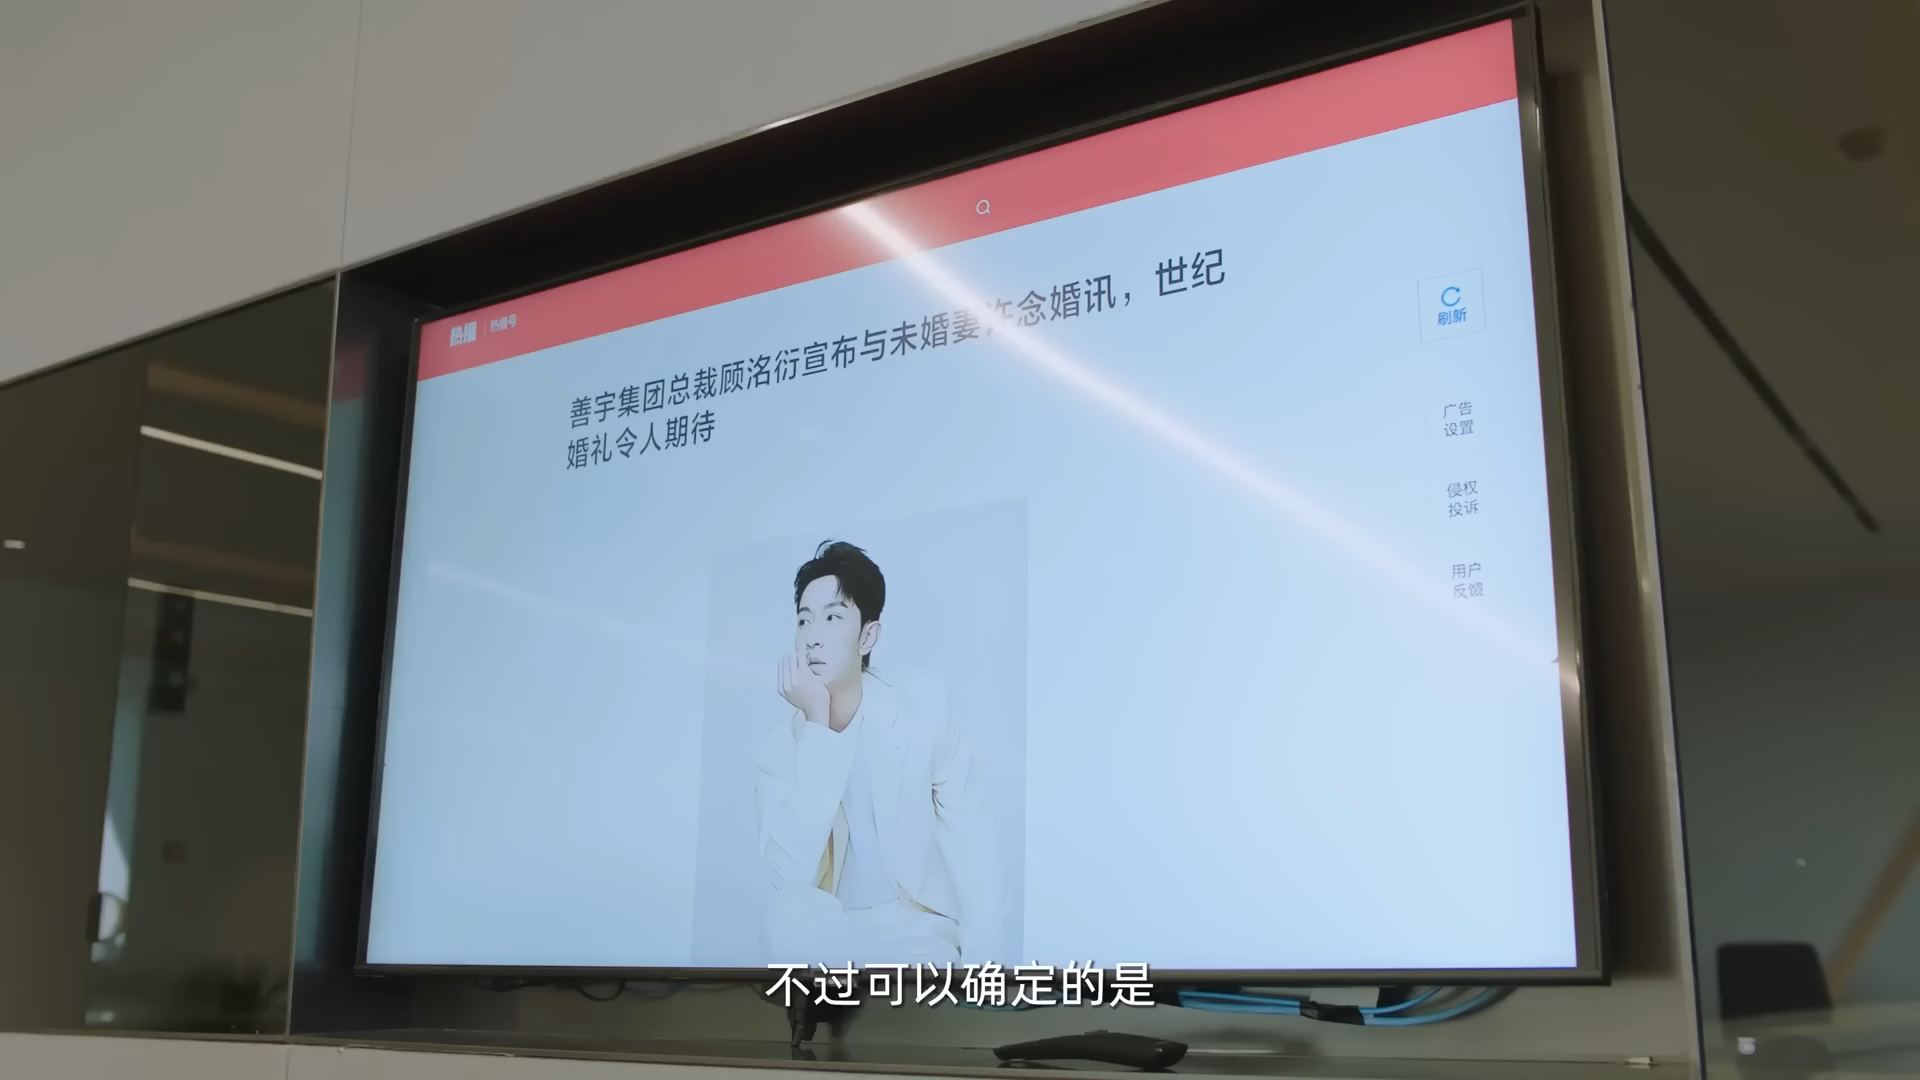 热播 | 热播号
善宇集团总裁顾洺衍宣布与未婚妻许念婚讯，世纪
婚礼令人期待
刷新
广告
设置
侵权
投诉
用户
反馈
不过可以确定的是